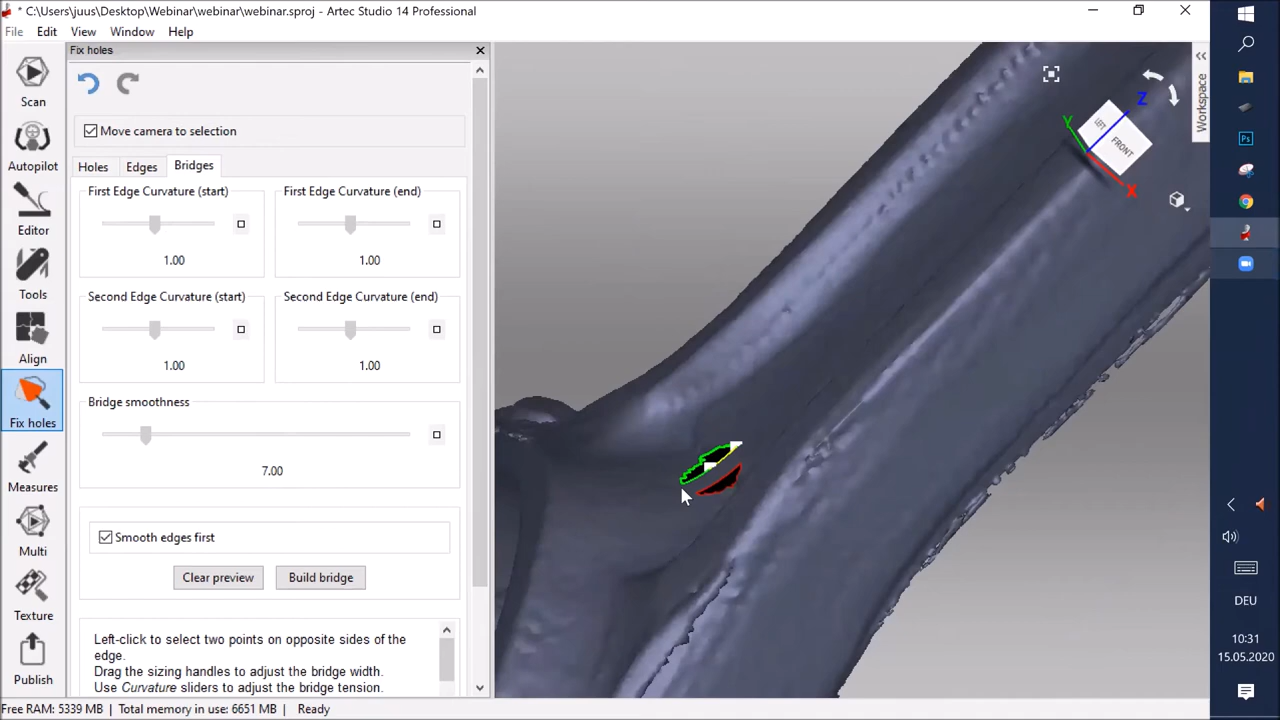 * C:\Users\juus\Desktop\Webinar\webinar.sproj - Artec Studio 14 Professional
File Edit View Window Help
Fix holes
Scan
Autopilot
Editor
Tools
Align
Fix holes
Measures
Multi
Texture
Publish
Move camera to selection
Holes Edges Bridges
First Edge Curvature (start) First Edge Curvature (end)
1.00 1.00
Second Edge Curvature (start) Second Edge Curvature (end)
1.00 1.00
Bridge smoothness
7.00
Smooth edges first
Clear preview Build bridge
Left-click to select two points on opposite sides of the
edge.
Drag the sizing handles to adjust the bridge width.
Use Curvature sliders to adjust the bridge tension.
Z
Y
LEFT
FRONT
X
Workspace
Ps
DEU
10:31
15.05.2020
Free RAM: 5339 MB | Total memory in use: 6651 MB | Ready